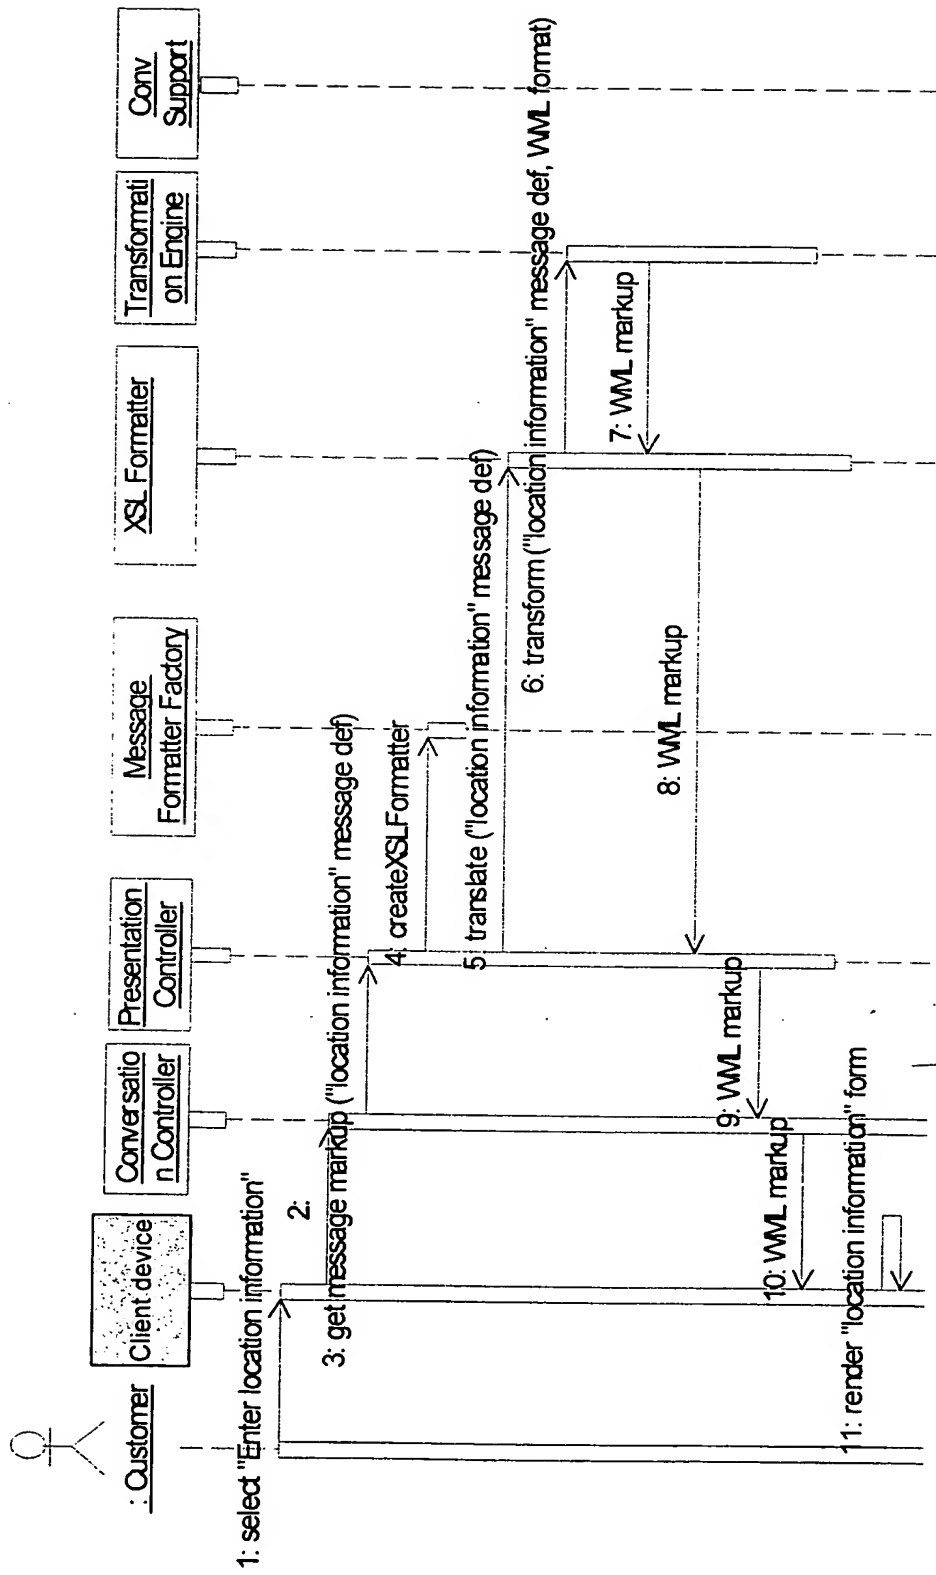 : Customer
Client device
Conversatio
n Controller
Presentation
Controller
Message
Formatter Factory
XSL Formatter
Transformati
on Engine
Conv
Support
1: select "Enter location information"
2:
3: get message markup ("location information" message def)
4: createXSLFormatter
5: translate ("location information" message def)
6: transform ("location information" message def, WML format)
7: WML markup
8: WML markup
9: WML markup
10: WML markup
11: render "location information" form